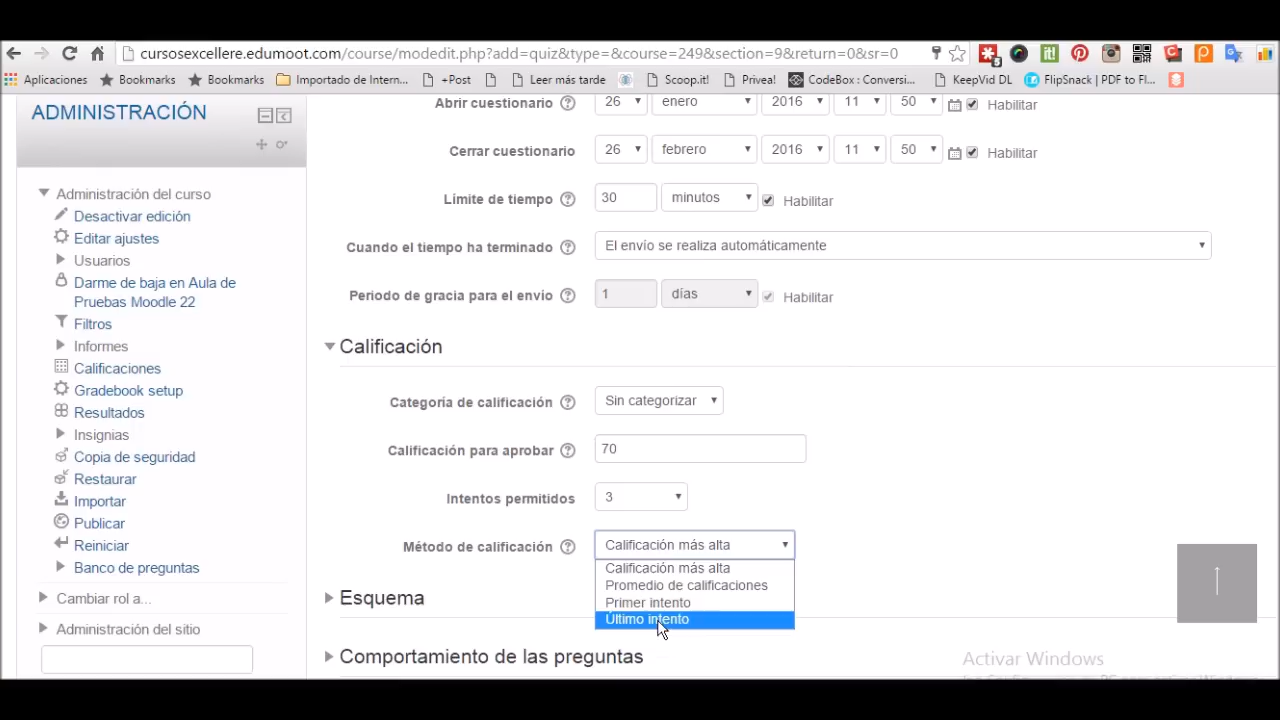 cursosexcellere.edumoot.com/course/modedit.php?add=quiz&type=&course=249&section=9&return=0&sr=0
Aplicaciones Bookmarks Bookmarks Importado de Intern... +Post Leer más tarde Scoop.it! Privea! CodeBox : Conversi... KeepVid DL FlipSnack | PDF to Fl...
ADMINISTRACIÓN
Administración del curso
Desactivar edición
Editar ajustes
Usuarios
Darme de baja en Aula de
Pruebas Moodle 22
Filtros
Informes
Calificaciones
Gradebook setup
Resultados
Insignias
Copia de seguridad
Restaurar
Importar
Publicar
Reiniciar
Banco de preguntas
Cambiar rol a...
Administración del sitio
Abrir cuestionario 26 enero 2016 11 50 Habilitar
Cerrar cuestionario 26 febrero 2016 11 50 Habilitar
Límite de tiempo 30 minutos Habilitar
Cuando el tiempo ha terminado El envío se realiza automáticamente
Periodo de gracia para el envío 1 días Habilitar
Calificación
Categoría de calificación Sin categorizar
Calificación para aprobar 70
Intentos permitidos 3
Método de calificación Calificación más alta
Calificación más alta
Promedio de calificaciones
Primer intento
Último intento
Esquema
Comportamiento de las preguntas
Activar Windows